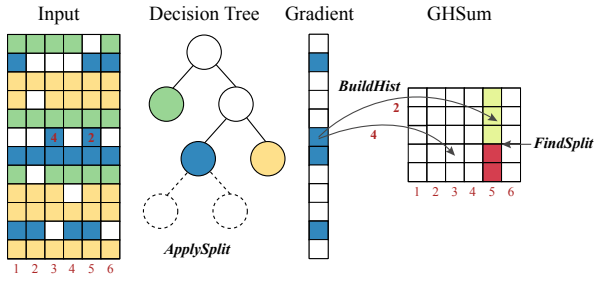 Input Decision Tree Gradient GHSum
BuildHist
2
4 2
4
FindSplit
1 2 3 4 5 6
ApplySplit
1 2 3 4 5 6